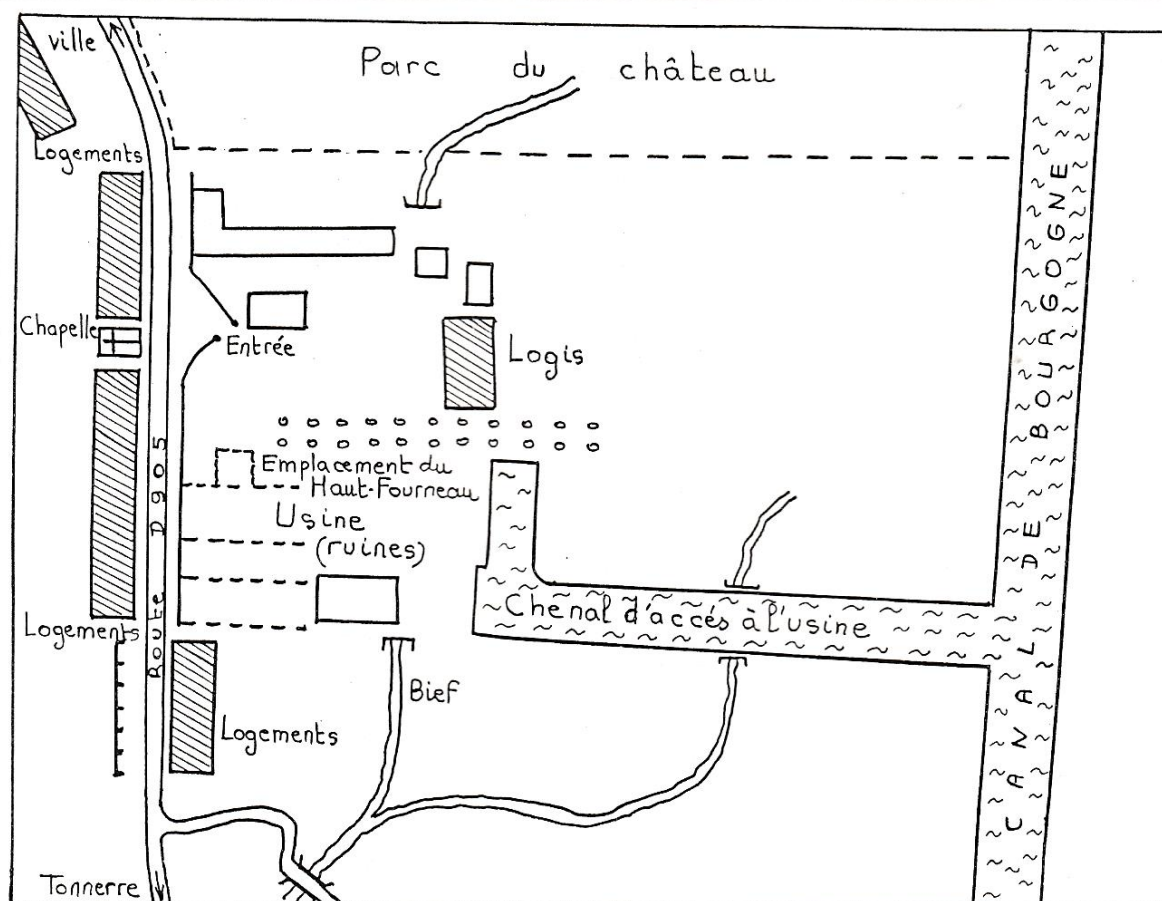 ville
Parc du château
Logements
Chapelle
Entrée
Logis
Emplacement du
Haut-Fourneau
Usine
(ruines)
Route D905
Chenal d'accés à l'usine
CANAL DE BOURGOGNE
Logements
Bief
Logements
Tonnerre